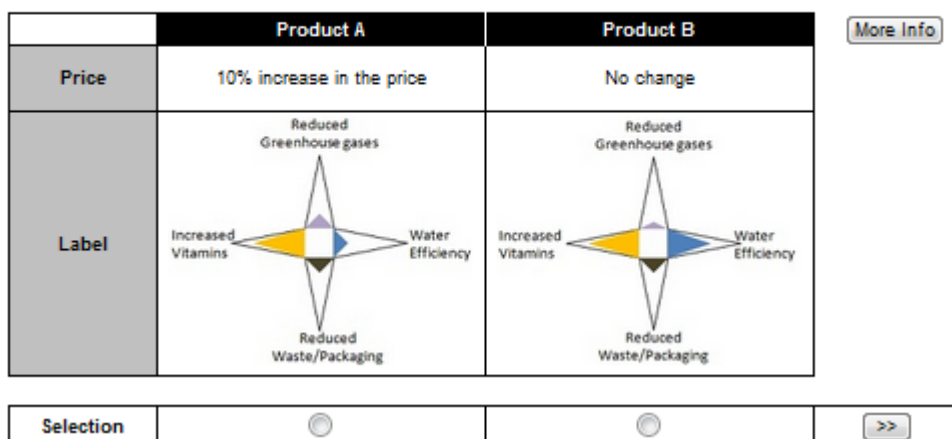 Product A
Product B
More Info
Price
10% increase in the price
No change
Label
Reduced
Greenhouse gases
Increased
Vitamins
Water
Efficiency
Reduced
Waste/Packaging
Reduced
Greenhouse gases
Increased
Vitamins
Water
Efficiency
Reduced
Waste/Packaging
Selection
>>